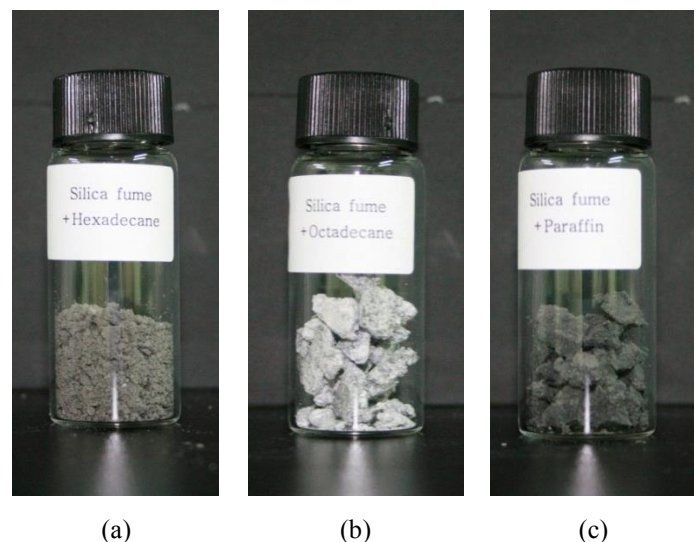 Silica fume
+Hexadecane
Silica fume
+Octadecane
Silica fume
+Paraffin
(a)
(b)
(c)